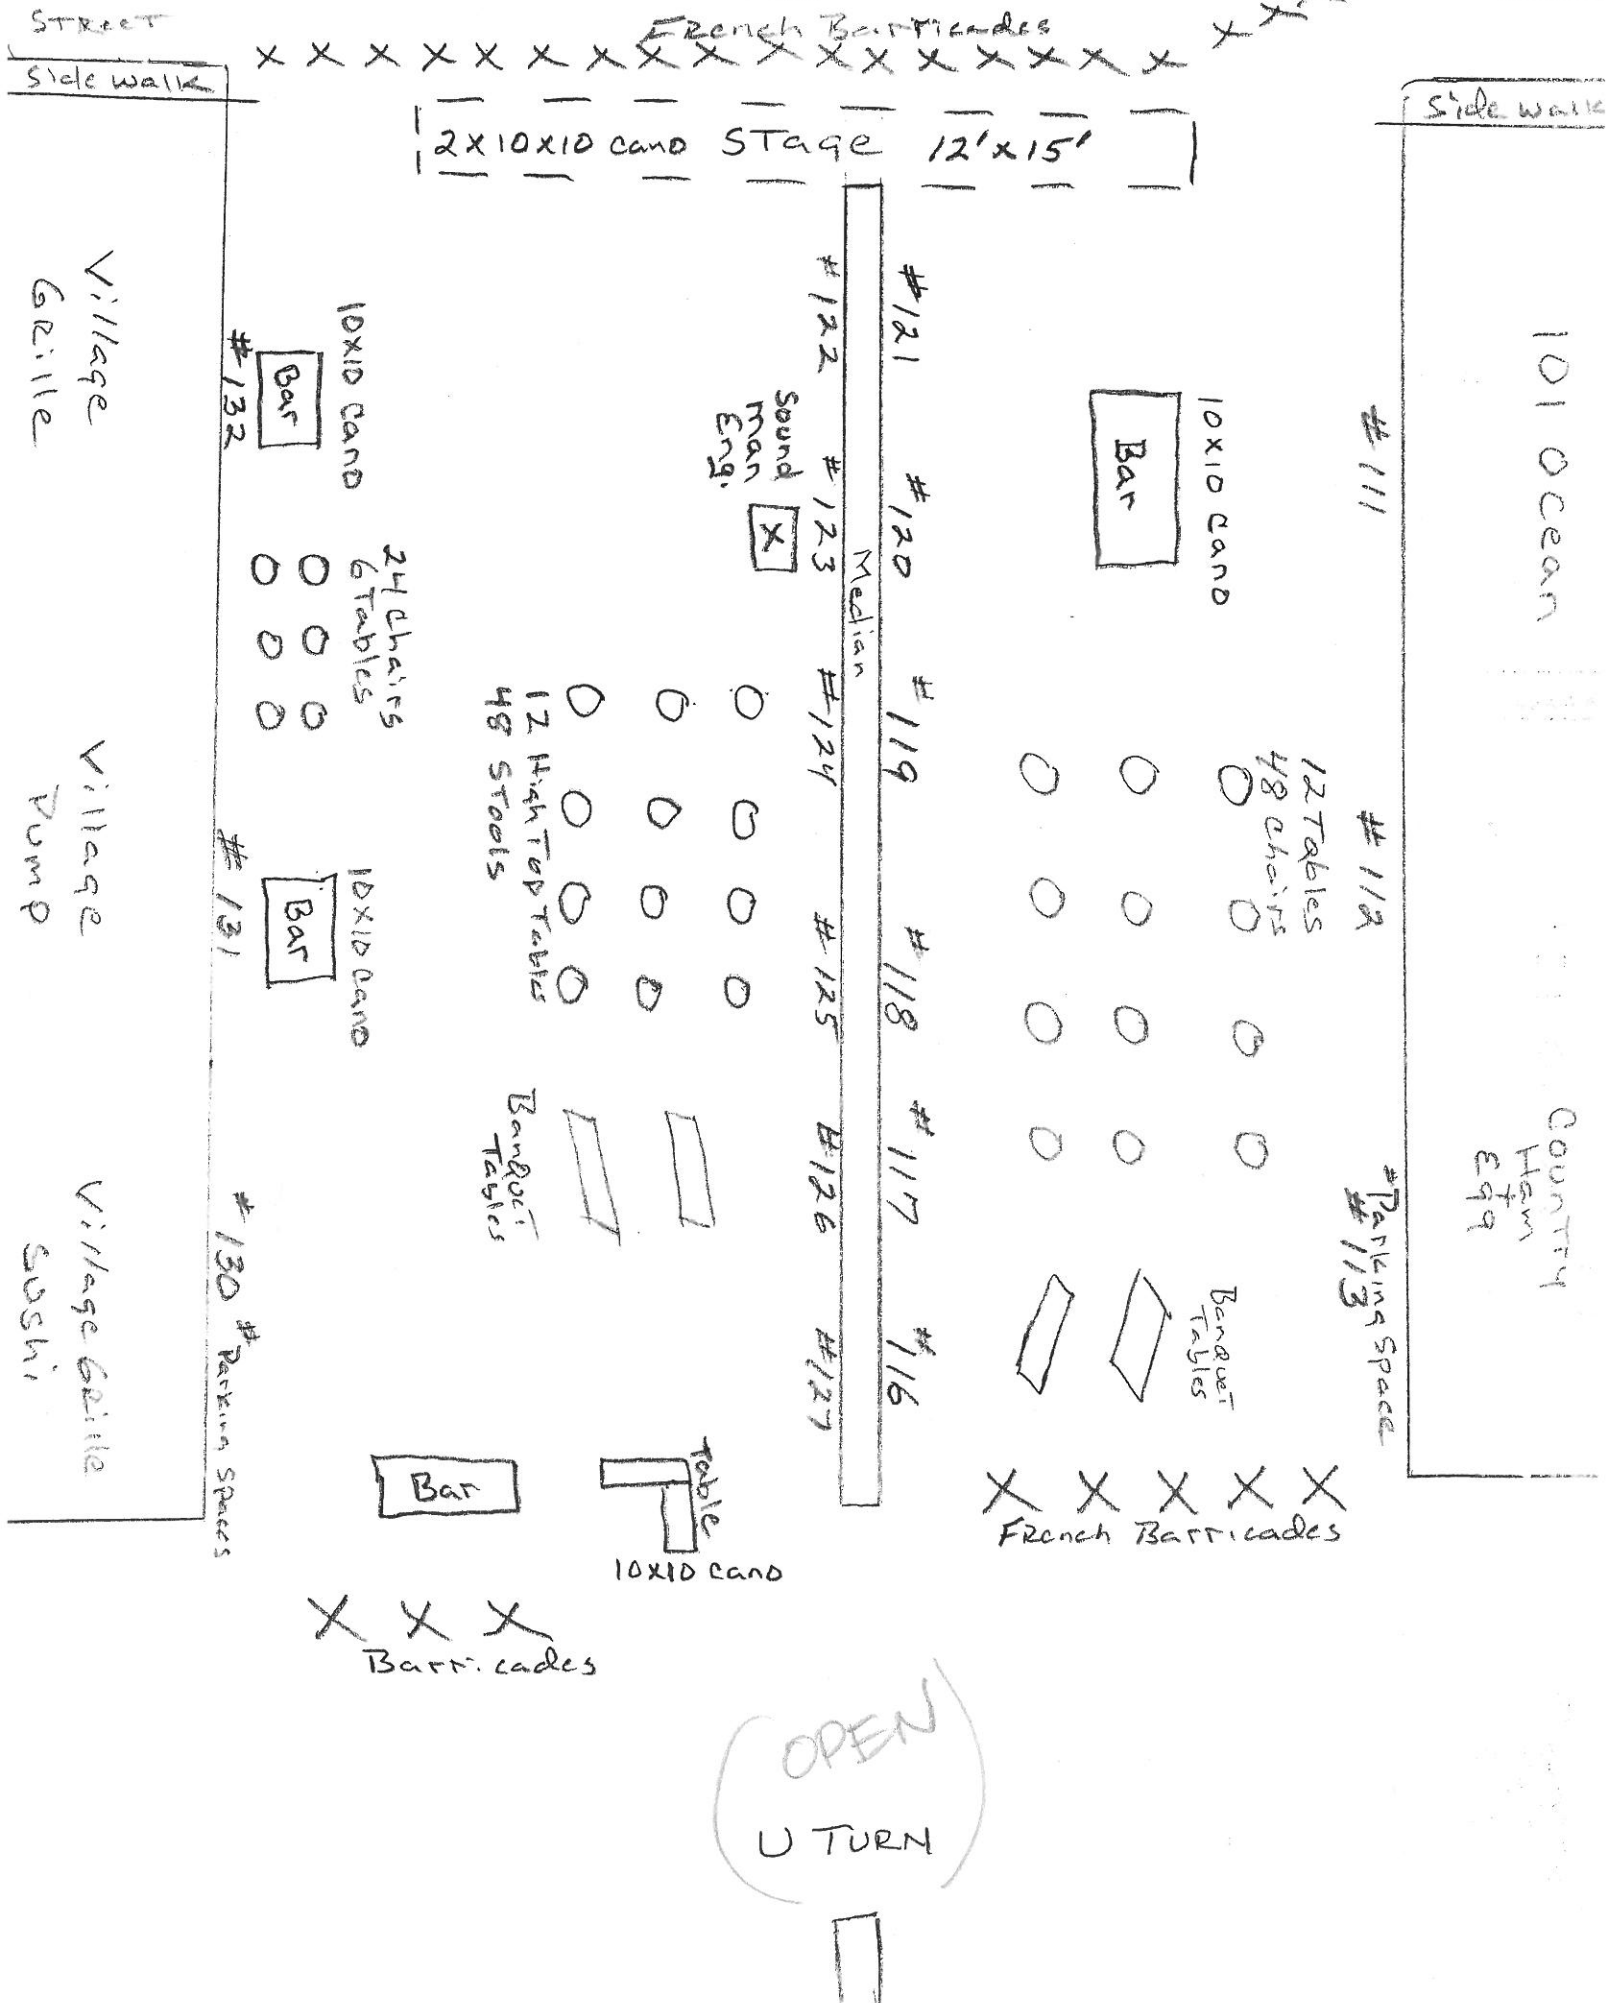 STREET
French Barricades
Side walk
Side walk
2x10x10 cano STage 12'x15'
Village
Grille
#132
Bar
10x10 cano
#122
#121
Sound
man
Eng.
X
#123
#120
Median
Bar
10x10 cano
#111
101 Ocean
24 chairs
6 Tables
#124
#119
12 High Top Tables
48 STools
12 Tables
48 chairs
#112
Village
Pump
#131
Bar
10x10 cano
#125
#118
Banquet
Tables
#126
#117
Country
Ham
+
Egg
*Parking Space
#113
Village Grille
Sushi
#130 # Parking Spaces
#127
#116
Banquet
Tables
Bar
Table
10x10 cano
French Barricades
Barricades
OPEN
U TURN